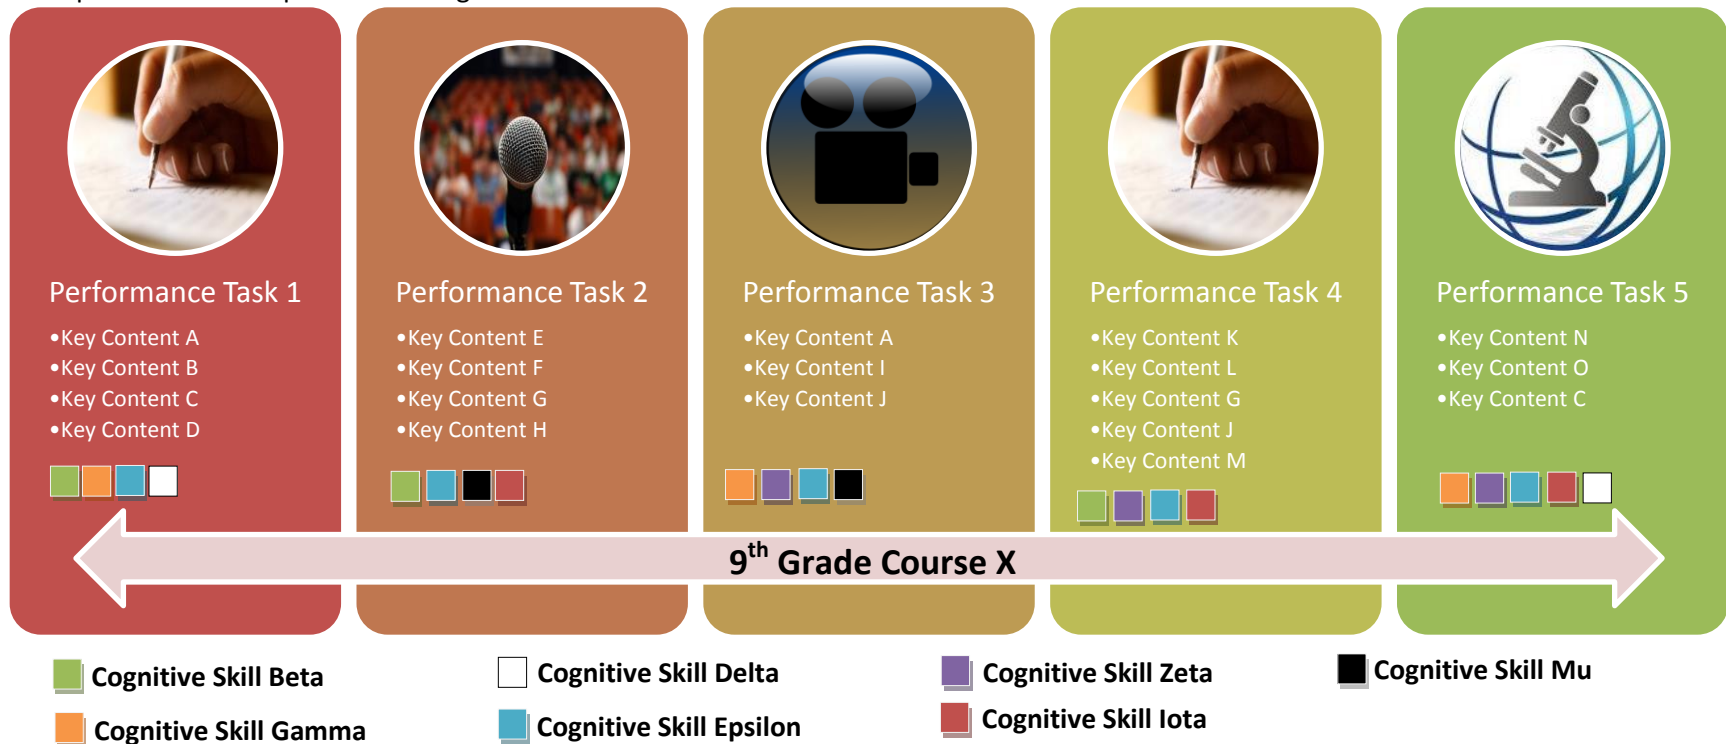 Performance Task 1
•Key Content A
•Key Content B
•Key Content C
•Key Content D
Performance Task 2
•Key Content E
•Key Content F
•Key Content G
•Key Content H
Performance Task 3
•Key Content A
•Key Content I
•Key Content J
Performance Task 4
•Key Content K
•Key Content L
•Key Content G
•Key Content J
•Key Content M
Performance Task 5
•Key Content N
•Key Content O
•Key Content C
9th Grade Course X
Cognitive Skill Beta
Cognitive Skill Delta
Cognitive Skill Zeta
Cognitive Skill Mu
Cognitive Skill Gamma
Cognitive Skill Epsilon
Cognitive Skill Iota